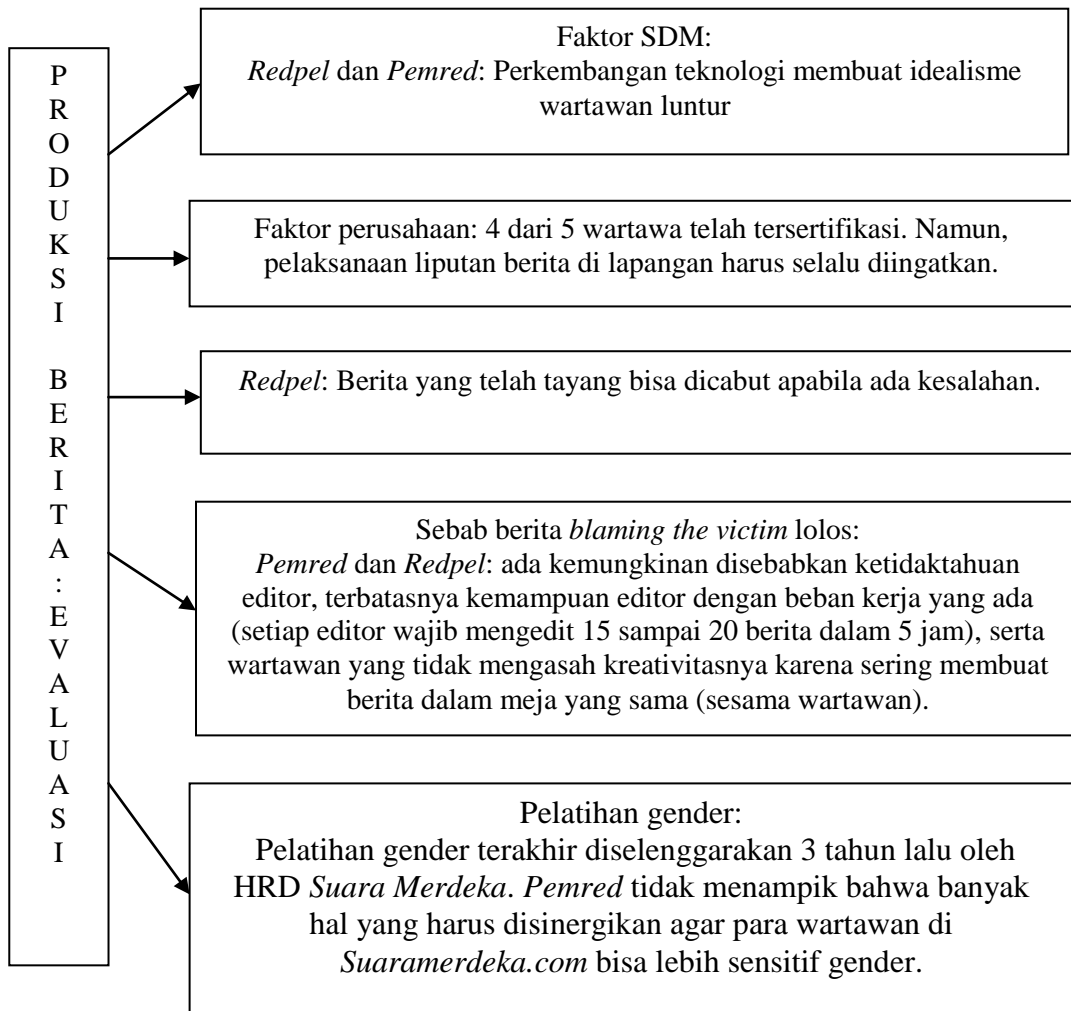 PRODUKSI BERITA: EVALUASI
Faktor SDM:
Redpel dan Pemred: Perkembangan teknologi membuat idealisme
wartawan luntur
Faktor perusahaan: 4 dari 5 wartawa telah tersertifikasi. Namun,
pelaksanaan liputan berita di lapangan harus selalu diingatkan.
Redpel: Berita yang telah tayang bisa dicabut apabila ada kesalahan.
Sebab berita blaming the victim lolos:
Pemred dan Redpel: ada kemungkinan disebabkan ketidaktahuan
editor, terbatasnya kemampuan editor dengan beban kerja yang ada
(setiap editor wajib mengedit 15 sampai 20 berita dalam 5 jam), serta
wartawan yang tidak mengasah kreativitasnya karena sering membuat
berita dalam meja yang sama (sesama wartawan).
Pelatihan gender:
Pelatihan gender terakhir diselenggarakan 3 tahun lalu oleh
HRD Suara Merdeka. Pemred tidak menampik bahwa banyak
hal yang harus disinergikan agar para wartawan di
Suaramerdeka.com bisa lebih sensitif gender.